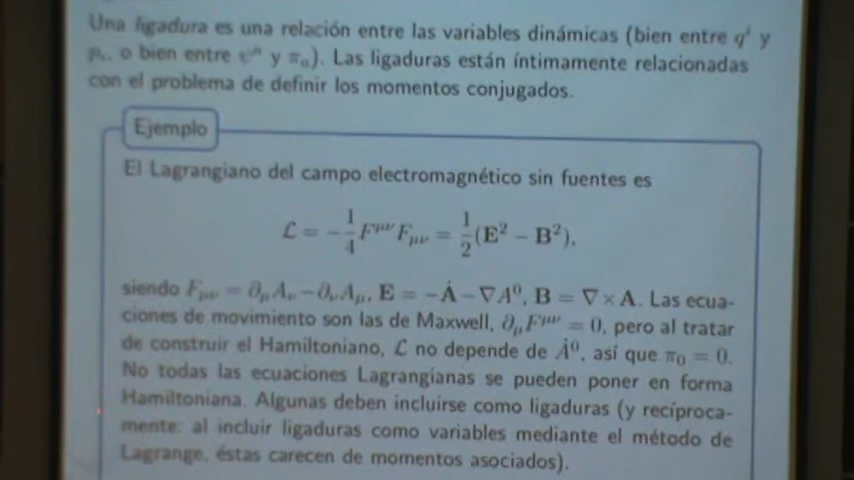 Una ligadura es una relación entre las variables dinámicas (bien entre qⁱ y
pᵢ, o bien entre ψⁿ y πₙ). Las ligaduras están íntimamente relacionadas
con el problema de definir los momentos conjugados.
Ejemplo
El Lagrangiano del campo electromagnético sin fuentes es
ℒ = −1/4 F^{μν}F_{μν} = 1/2 (E² − B²),
siendo F_{μν} = ∂_μA_ν − ∂_νA_μ, E = −Ȧ − ∇A⁰, B = ∇ × A. Las ecua-
ciones de movimiento son las de Maxwell, ∂_μF^{μν} = 0, pero al tratar
de construir el Hamiltoniano, ℒ no depende de Ȧ⁰, así que π₀ = 0.
No todas las ecuaciones Lagrangianas se pueden poner en forma
Hamiltoniana. Algunas deben incluirse como ligaduras (y recíproca-
mente: al incluir ligaduras como variables mediante el método de
Lagrange, éstas carecen de momentos asociados).